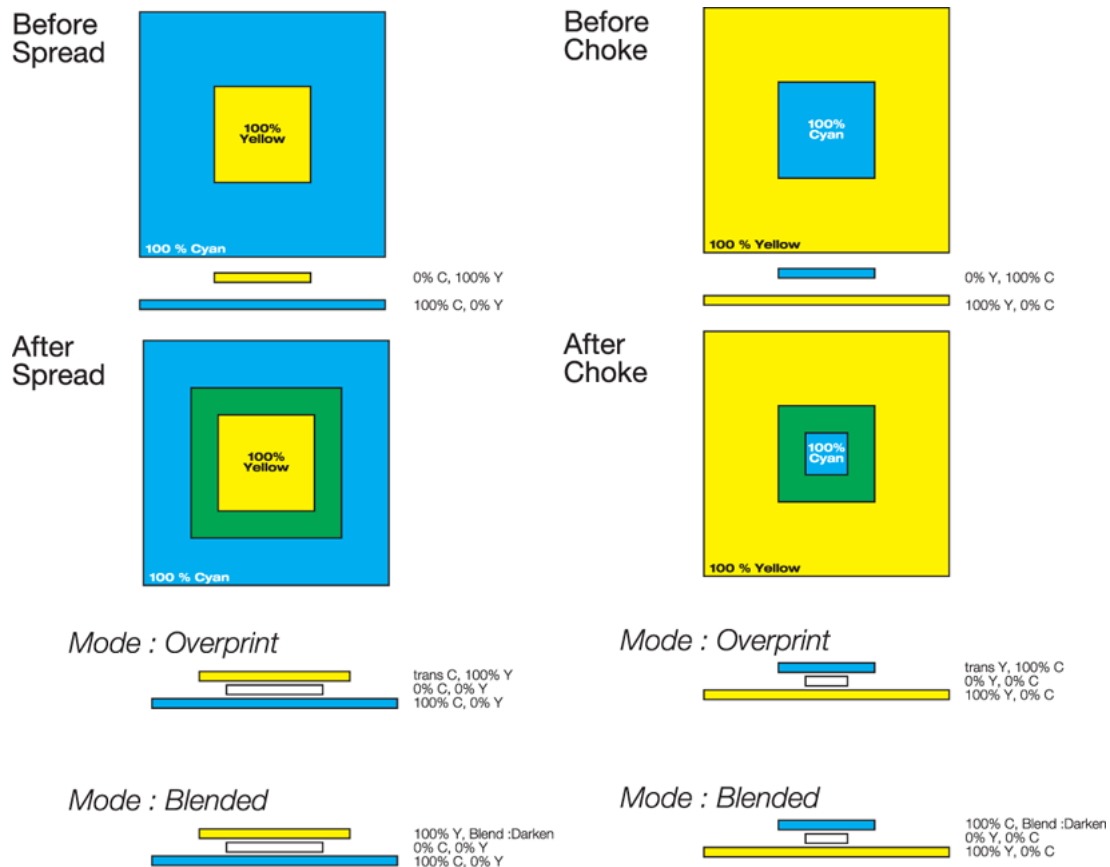 Before
Spread
100%
Yellow
100 % Cyan
0% C, 100% Y
100% C, 0% Y
After
Spread
100%
Yellow
100 % Cyan
Mode : Overprint
trans C, 100% Y
0% C, 0% Y
100% C, 0% Y
Mode : Blended
100% Y, Blend :Darken
0% C, 0% Y
100% C, 0% Y
Before
Choke
100%
Cyan
100 % Yellow
0% Y, 100% C
100% Y, 0% C
After
Choke
100%
Cyan
100 % Yellow
Mode : Overprint
trans Y, 100% C
0% Y, 0% C
100% Y, 0% C
Mode : Blended
100% C, Blend :Darken
0% Y, 0% C
100% Y, 0% C